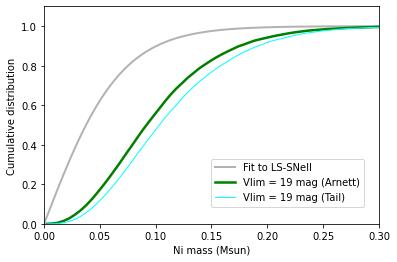 1.0
0.8
0.6
0.4
0.2
0.0
Cumulative distribution
Fit to LS-SNeII
Vlim = 19 mag (Arnett)
Vlim = 19 mag (Tail)
0.00 0.05 0.10 0.15 0.20 0.25 0.30
Ni mass (Msun)